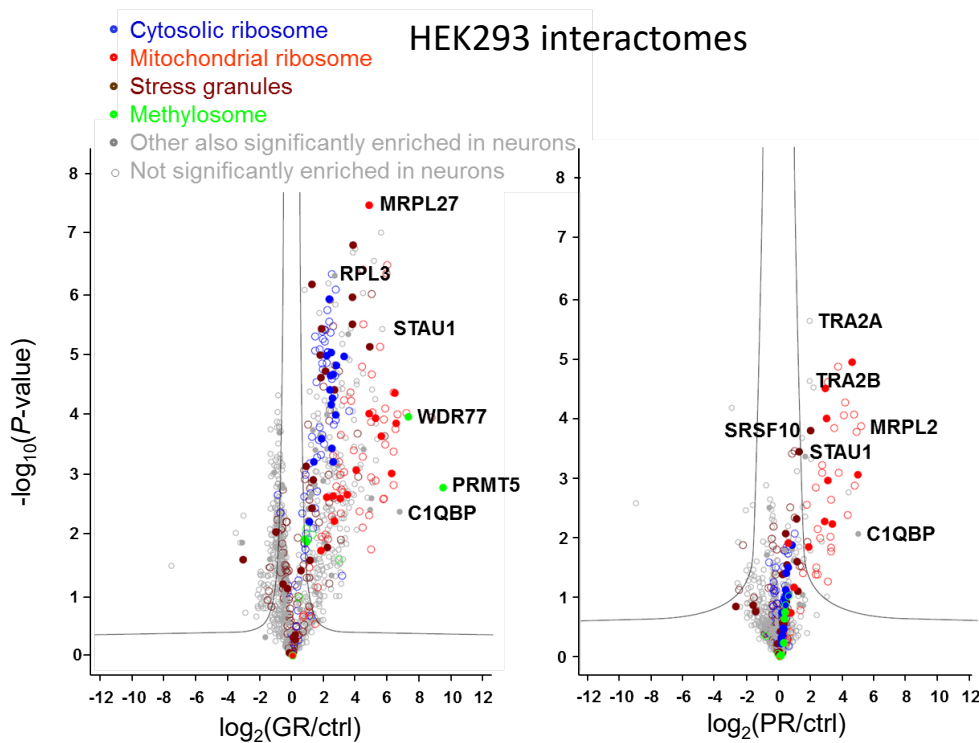 HEK293 interactomes
Cytosolic ribosome
Mitochondrial ribosome
Stress granules
Methylosome
Other also significantly enriched in neurons
Not significantly enriched in neurons
-log10(P-value)
8
7
6
5
4
3
2
1
0
MRPL27
RPL3
STAU1
WDR77
PRMT5
C1QBP
-12 -10 -8 -6 -4 -2 0 2 4 6 8 10 12
log2(GR/ctrl)
8
7
6
5
4
3
2
1
0
TRA2A
TRA2B
SRSF10
MRPL2
STAU1
C1QBP
-12 -10 -8 -6 -4 -2 0 2 4 6 8 10 12
log2(PR/ctrl)